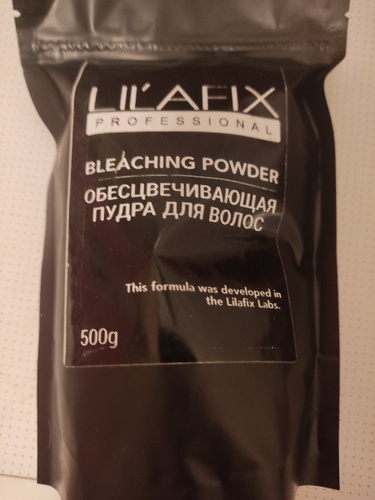 LIL'AFIX
PROFESSIONAL
BLEACHING POWDER
ОБЕСЦВЕЧИВАЮЩАЯ
ПУДРА ДЛЯ ВОЛОС
This formula was developed in
the Lilafix Labs.
500g